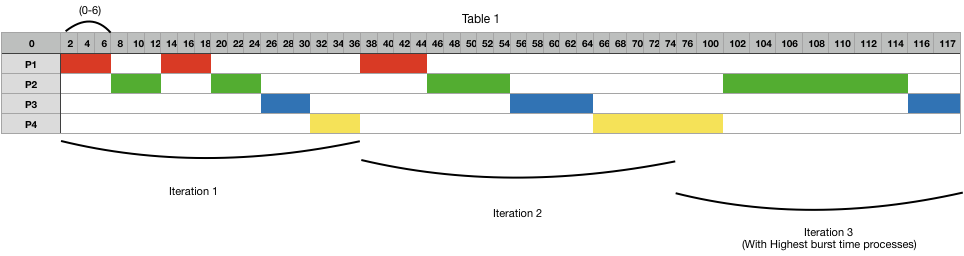 (0-6)
Table 1
0 2 4 6 8 10 12 14 16 18 20 22 24 26 28 30 32 34 36 38 40 42 44 46 48 50 52 54 56 58 60 62 64 66 68 70 72 74 76 100 102 104 106 108 110 112 114 116 117
P1
P2
P3
P4
Iteration 1
Iteration 2
Iteration 3
(With Highest burst time processes)